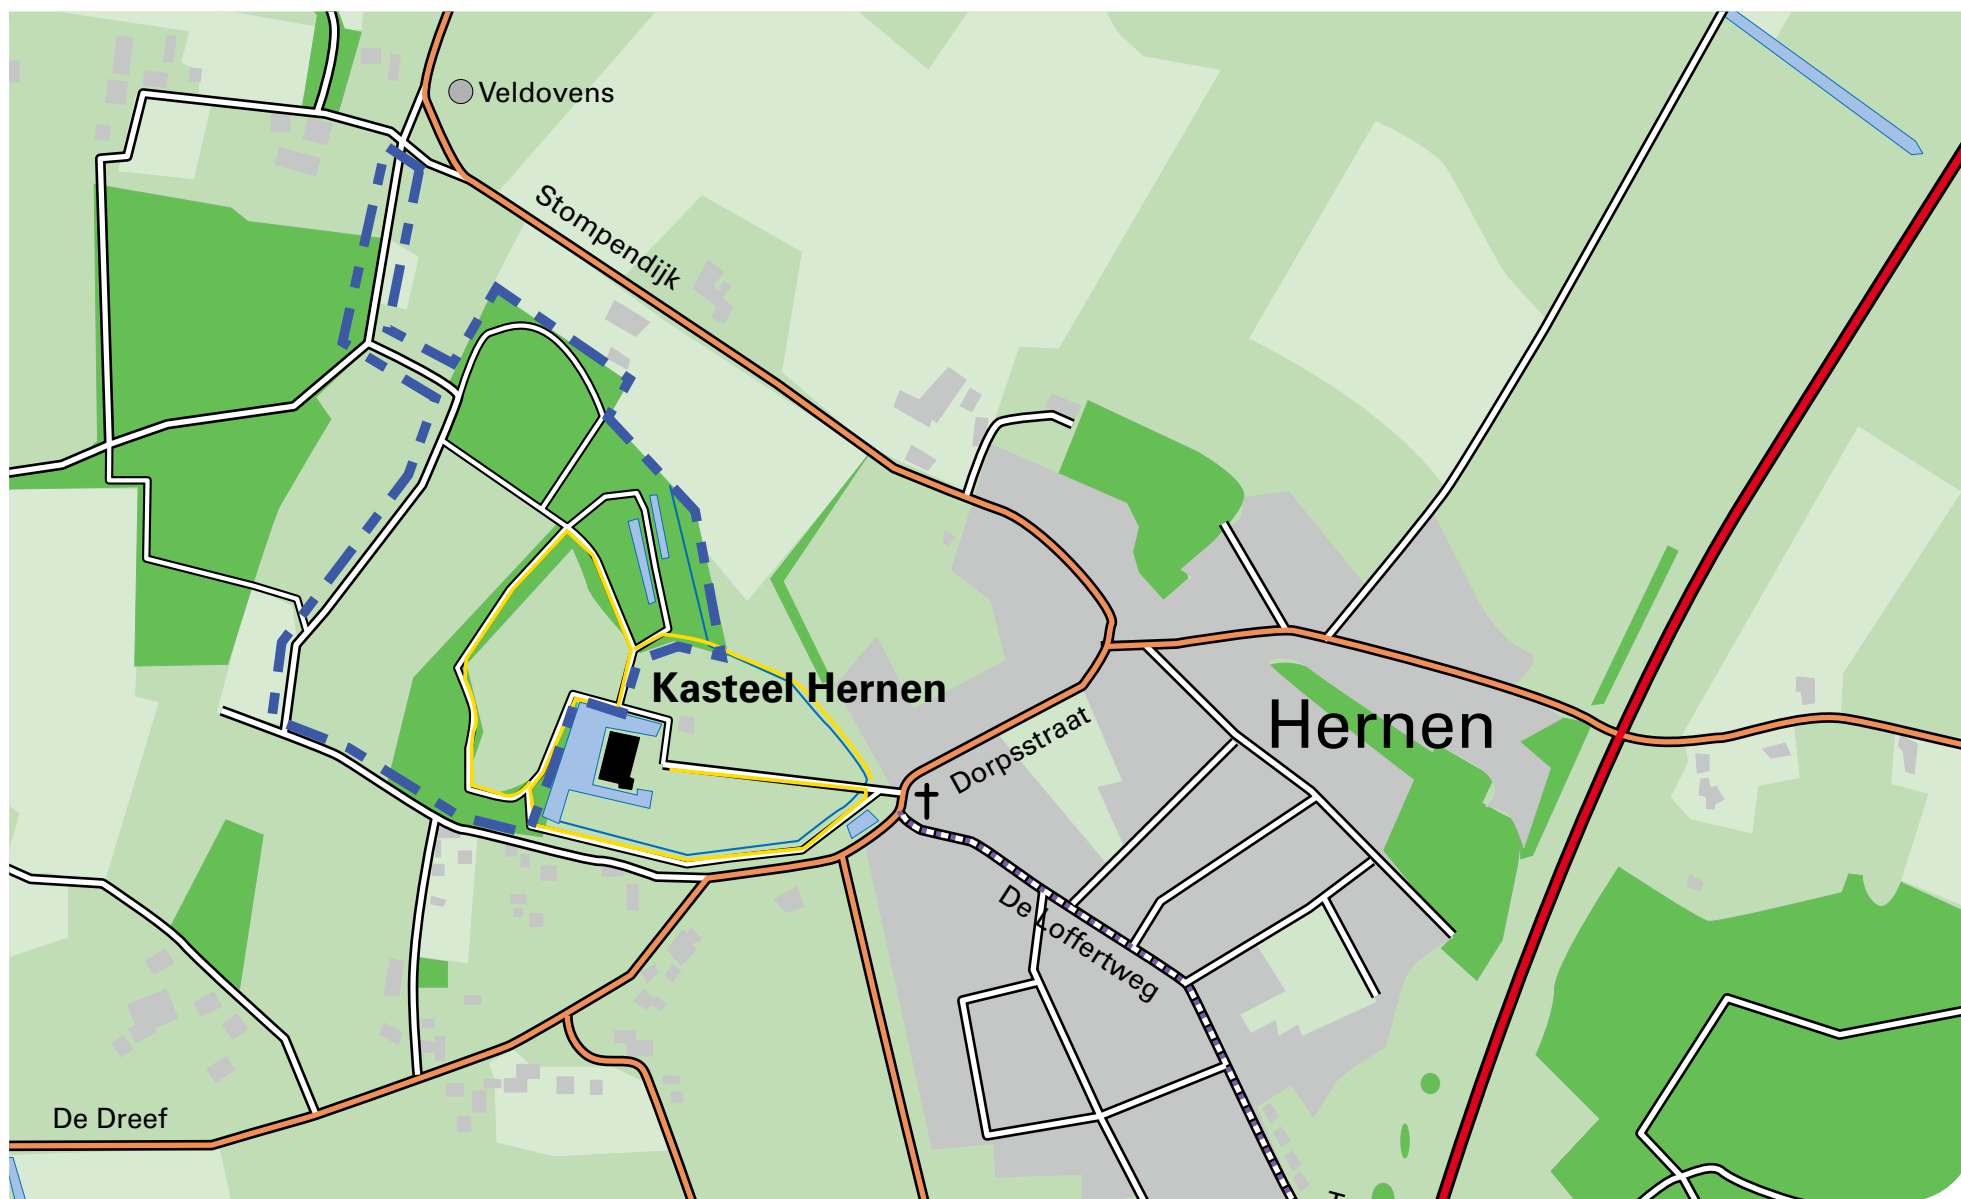 Veldovens
Stompendijk
Kasteel Hernen
Hernen
Dorpsstraat
De Loffertweg
De Dreef